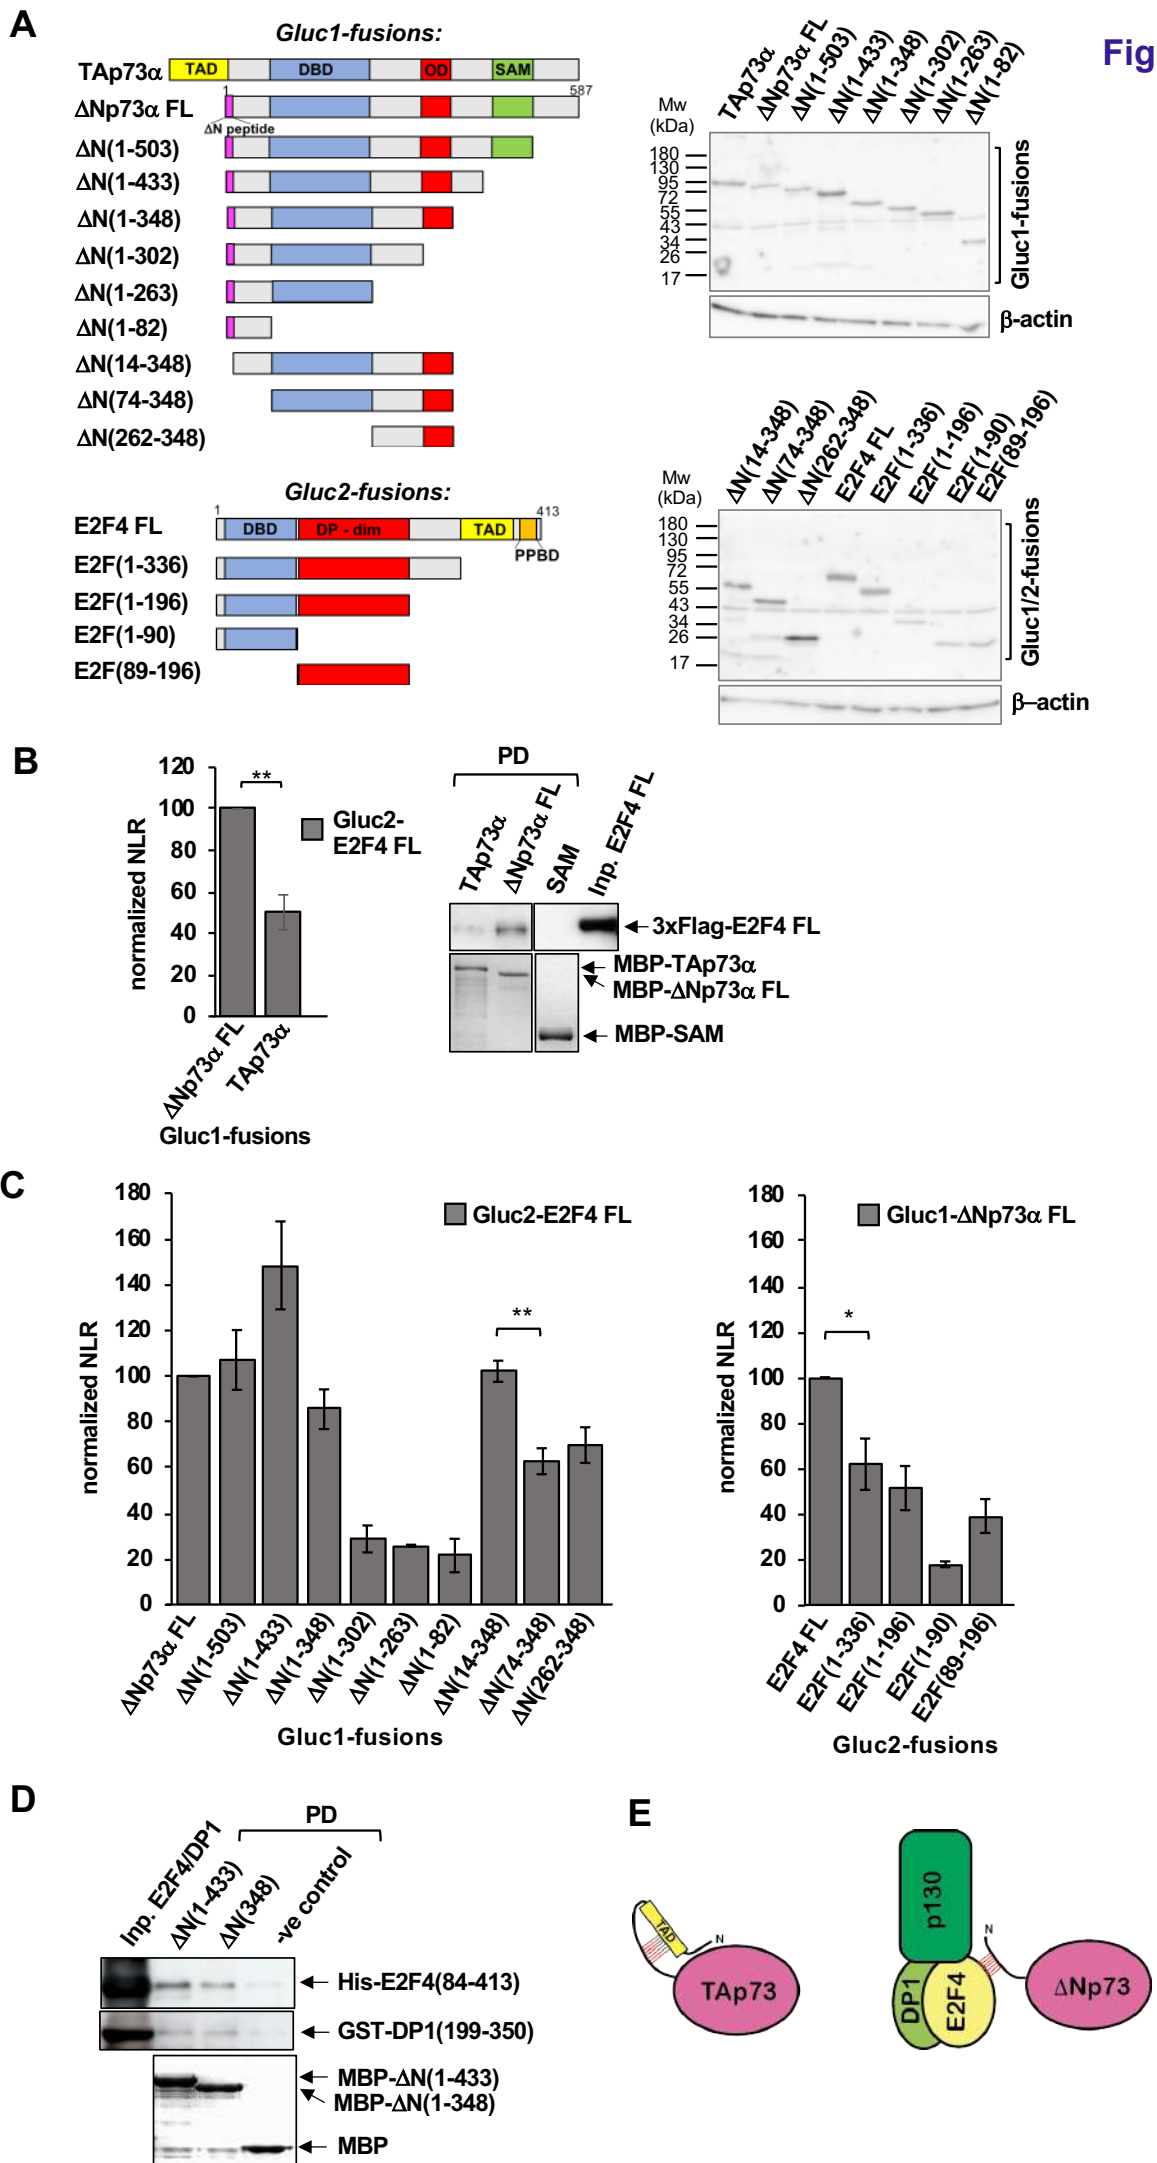 A
Fig
Gluc1-fusions:
TAp73α
TAD
DBD
OD
SAM
1
587
ΔNp73α FL
ΔN peptide
ΔN(1-503)
ΔN(1-433)
ΔN(1-348)
ΔN(1-302)
ΔN(1-263)
ΔN(1-82)
ΔN(14-348)
ΔN(74-348)
ΔN(262-348)
Gluc2-fusions:
1
413
E2F4 FL
DBD
DP - dim
TAD
PPBD
E2F(1-336)
E2F(1-196)
E2F(1-90)
E2F(89-196)
TAp73α
ΔNp73α FL
ΔN(1-503)
ΔN(1-433)
ΔN(1-348)
ΔN(1-302)
ΔN(1-263)
ΔN(1-82)
Mw
(kDa)
180
130
95
72
55
43
34
26
17
Gluc1-fusions
β-actin
ΔN(14-348)
ΔN(74-348)
ΔN(262-348)
E2F4 FL
E2F(1-336)
E2F(1-196)
E2F(1-90)
E2F(89-196)
Mw
(kDa)
180
130
95
72
55
43
34
26
17
Gluc1/2-fusions
β–actin
B
normalized NLR
120
100
80
60
40
20
0
**
Gluc2-
E2F4 FL
ΔNp73α FL
TAp73α
Gluc1-fusions
PD
TAp73α
ΔNp73α FL
SAM
Inp. E2F4 FL
3xFlag-E2F4 FL
MBP-TAp73α
MBP-ΔNp73α FL
MBP-SAM
C
normalized NLR
180
160
140
120
100
80
60
40
20
0
Gluc2-E2F4 FL
**
ΔNp73α FL
ΔN(1-503)
ΔN(1-433)
ΔN(1-348)
ΔN(1-302)
ΔN(1-263)
ΔN(1-82)
ΔN(14-348)
ΔN(74-348)
ΔN(262-348)
Gluc1-fusions
normalized NLR
180
160
140
120
100
80
60
40
20
0
Gluc1-ΔNp73α FL
*
E2F4 FL
E2F(1-336)
E2F(1-196)
E2F(1-90)
E2F(89-196)
Gluc2-fusions
D
PD
Inp. E2F4/DP1
ΔN(1-433)
ΔN(348)
-ve control
His-E2F4(84-413)
GST-DP1(199-350)
MBP-ΔN(1-433)
MBP-ΔN(1-348)
MBP
E
TAD
N
TAp73
p130
DP1
E2F4
N
ΔNp73